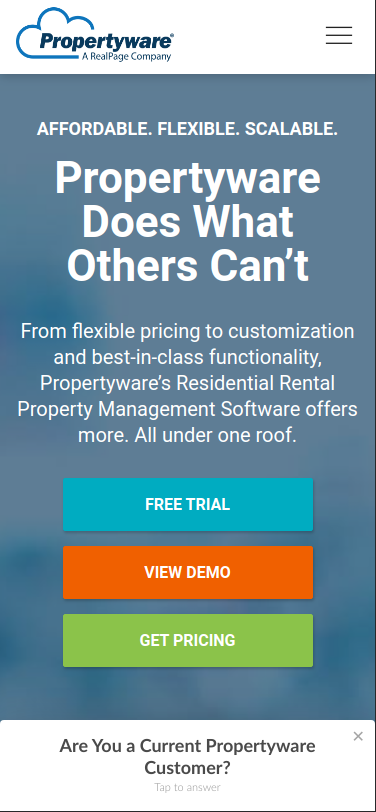 Propertyware®
A RealPage Company
AFFORDABLE. FLEXIBLE. SCALABLE.
Propertyware
Does What
Others Can’t
From flexible pricing to customization
and best-in-class functionality,
Propertyware’s Residential Rental
Property Management Software offers
more. All under one roof.
FREE TRIAL
VIEW DEMO
GET PRICING
Are You a Current Propertyware
Customer?
Tap to answer